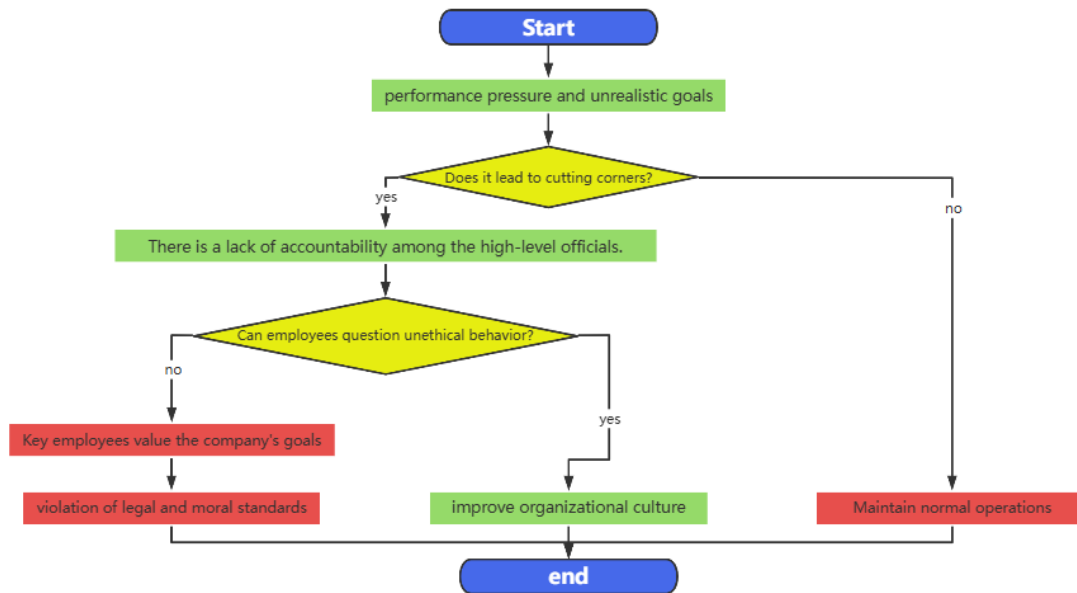 Start
performance pressure and unrealistic goals
Does it lead to cutting corners?
yes
no
There is a lack of accountability among the high-level officials.
Can employees question unethical behavior?
no
yes
Key employees value the company's goals
violation of legal and moral standards
improve organizational culture
Maintain normal operations
end